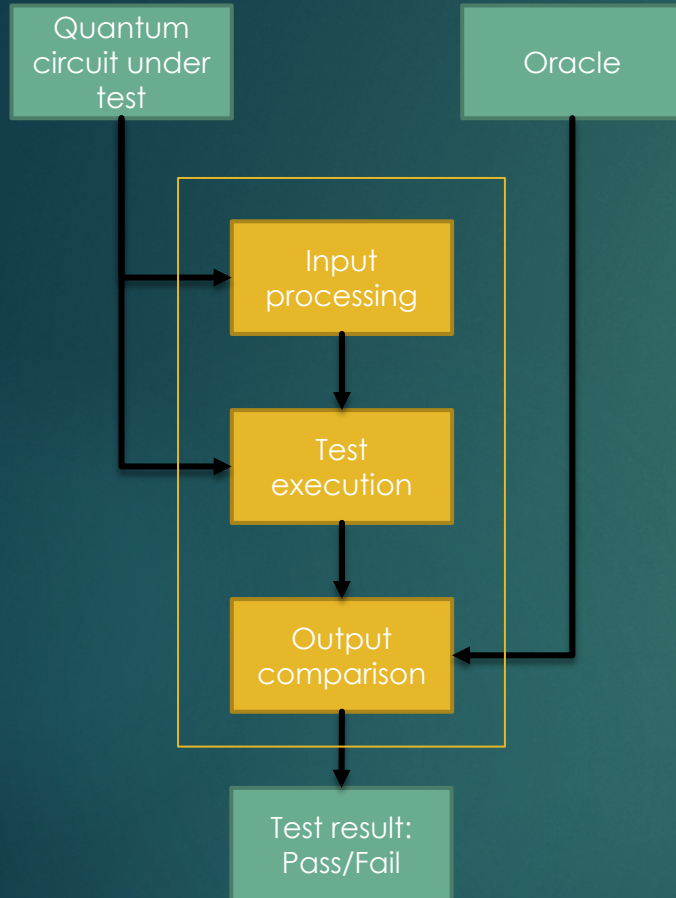 Quantum
circuit under
test
Oracle
Input
processing
Test
execution
Output
comparison
Test result:
Pass/Fail